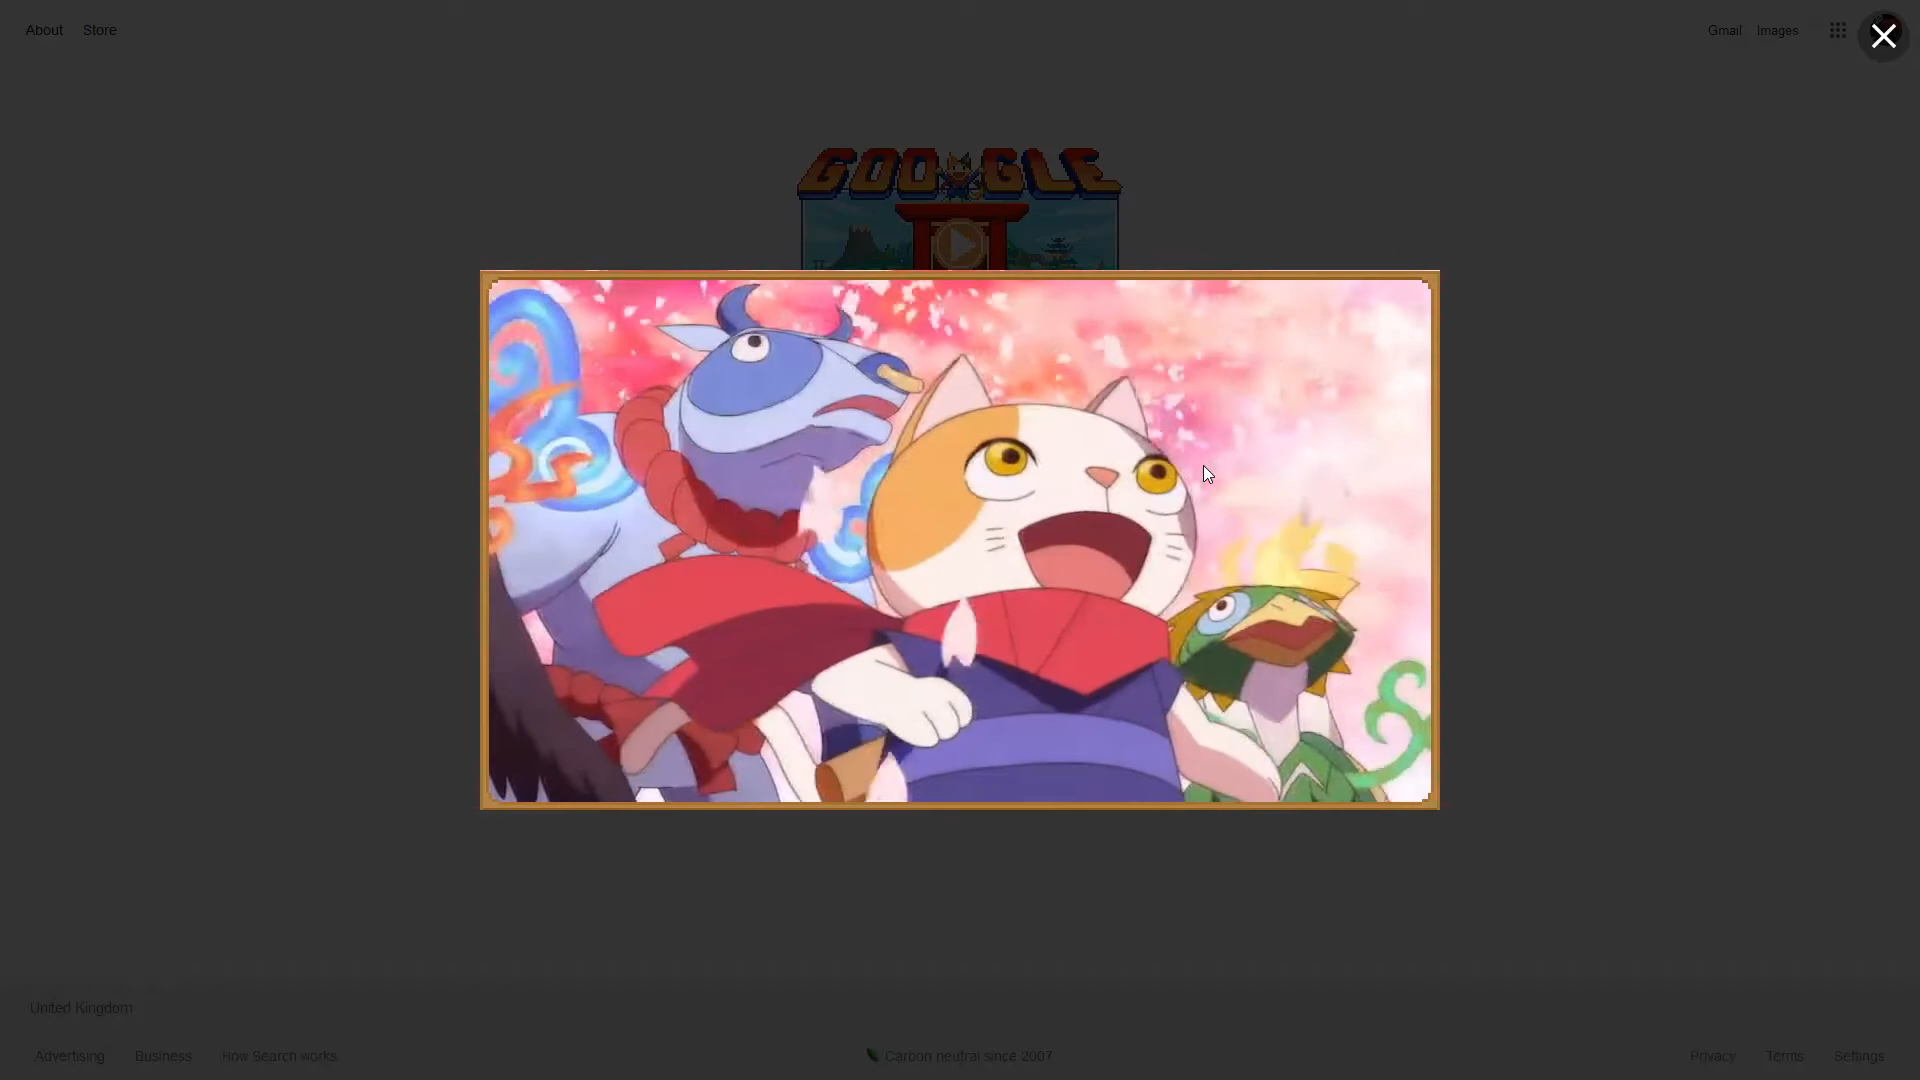 About Store
Gmail Images
GOOGLE
United Kingdom
Advertising Business How Search works
Carbon neutral since 2007
Privacy Terms Settings